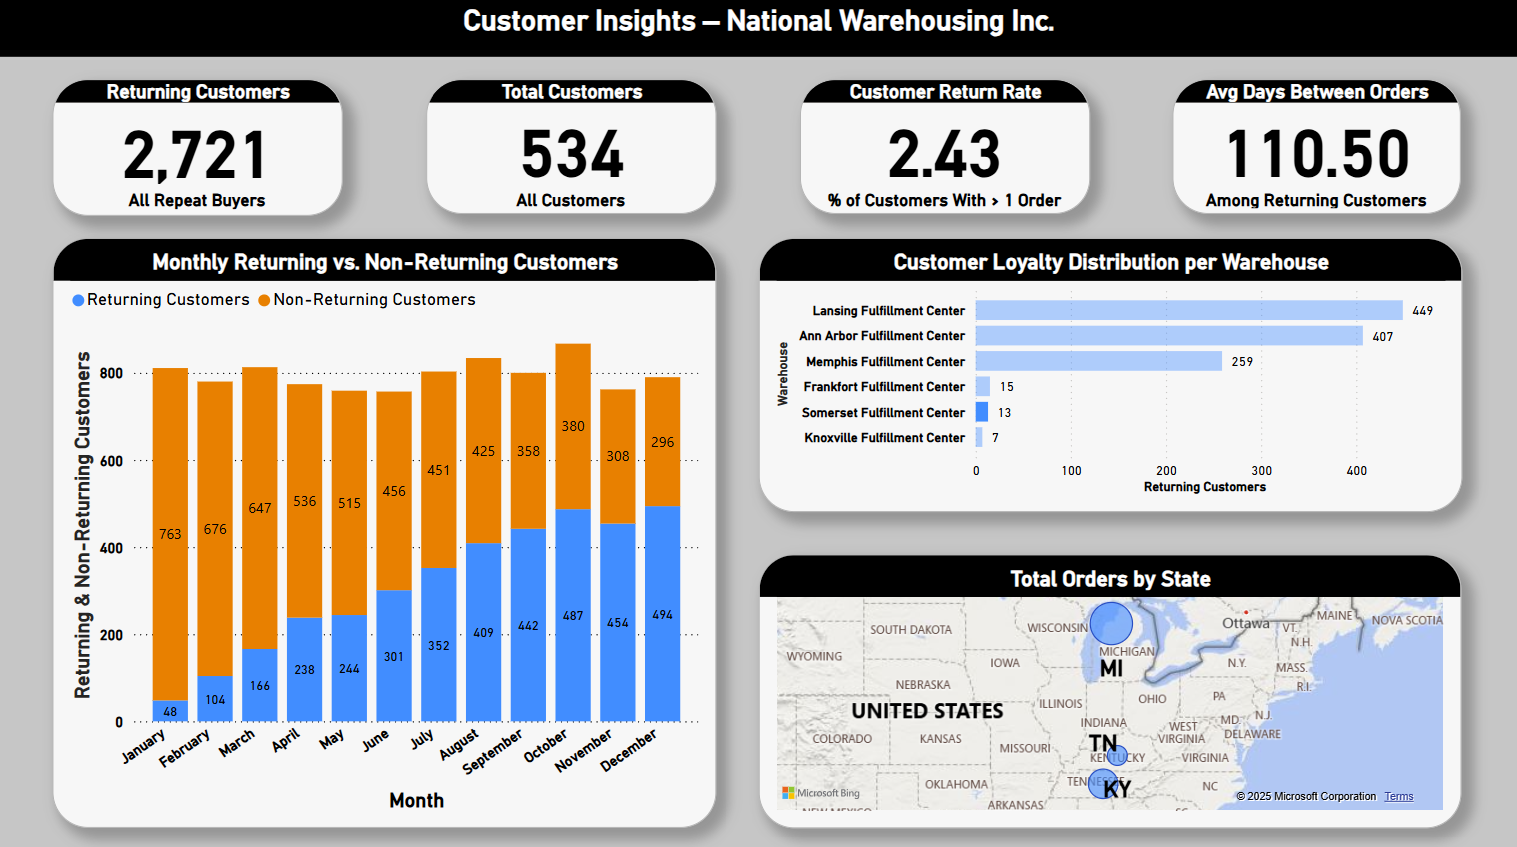 Customer Insights – National Warehousing Inc.
Returning Customers
2,721
All Repeat Buyers
Total Customers
534
All Customers
Customer Return Rate
2.43
% of Customers With > 1 Order
Avg Days Between Orders
110.50
Among Returning Customers
Monthly Returning vs. Non-Returning Customers
Returning Customers
Non-Returning Customers
Returning & Non-Returning Customers
800
600
400
200
0
763
676
647
536
515
456
451
425
358
380
308
296
48
104
166
238
244
301
352
409
442
487
454
494
January
February
March
April
May
June
July
August
September
October
November
December
Month
Customer Loyalty Distribution per Warehouse
Warehouse
Lansing Fulfillment Center 449
Ann Arbor Fulfillment Center 407
Memphis Fulfillment Center 259
Frankfort Fulfillment Center 15
Somerset Fulfillment Center 13
Knoxville Fulfillment Center 7
0 100 200 300 400
Returning Customers
Total Orders by State
SOUTH DAKOTA
WISCONSIN
Ottawa
VT.
MAINE
NOVA SCOTIA
N.H.
WYOMING
IOWA
MICHIGAN
MI
N.Y.
MASS.
R.I.
NEBRASKA
ILLINOIS
OHIO
PA
UNITED STATES
INDIANA
WEST
VIRGINIA
MD.
N.J.
DELAWARE
COLORADO
KANSAS
MISSOURI
TN
KENTUCKY
VIRGINIA
OKLAHOMA
TENNESSEE
KY
NC
ARKANSAS
NEW MEXICO
SC
Microsoft Bing
© 2025 Microsoft Corporation Terms